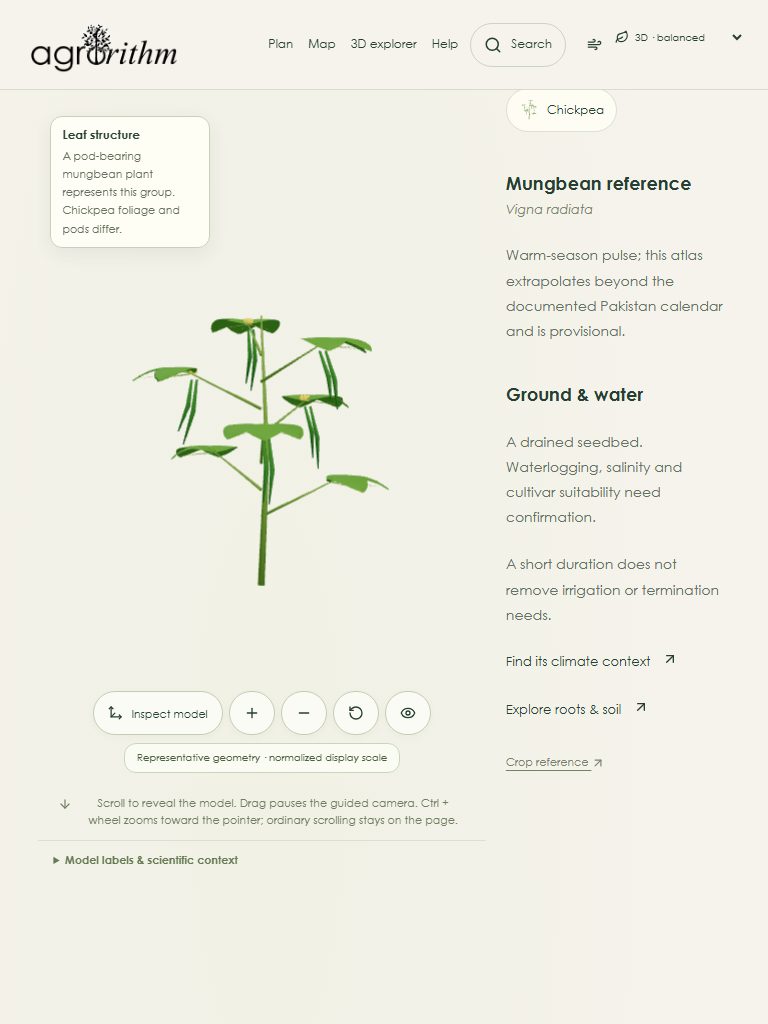 agrorithm
Plan Map 3D explorer Help Search 3D · balanced
Leaf structure
A pod-bearing
mungbean plant
represents this group.
Chickpea foliage and
pods differ.
Inspect model
Representative geometry · normalized display scale
Scroll to reveal the model. Drag pauses the guided camera. Ctrl +
wheel zooms toward the pointer; ordinary scrolling stays on the page.
Model labels & scientific context
Chickpea
Mungbean reference
Vigna radiata
Warm-season pulse; this atlas
extrapolates beyond the
documented Pakistan calendar
and is provisional.
Ground & water
A drained seedbed.
Waterlogging, salinity and
cultivar suitability need
confirmation.
A short duration does not
remove irrigation or termination
needs.
Find its climate context
Explore roots & soil
Crop reference